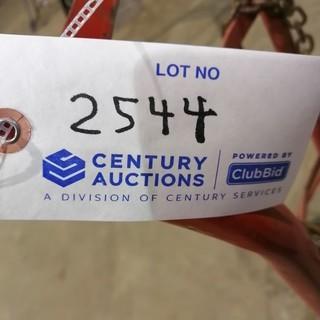 LOT NO
2544
CENTURY POWERED BY
AUCTIONS ClubBid
A DIVISION OF CENTURY SERVICES